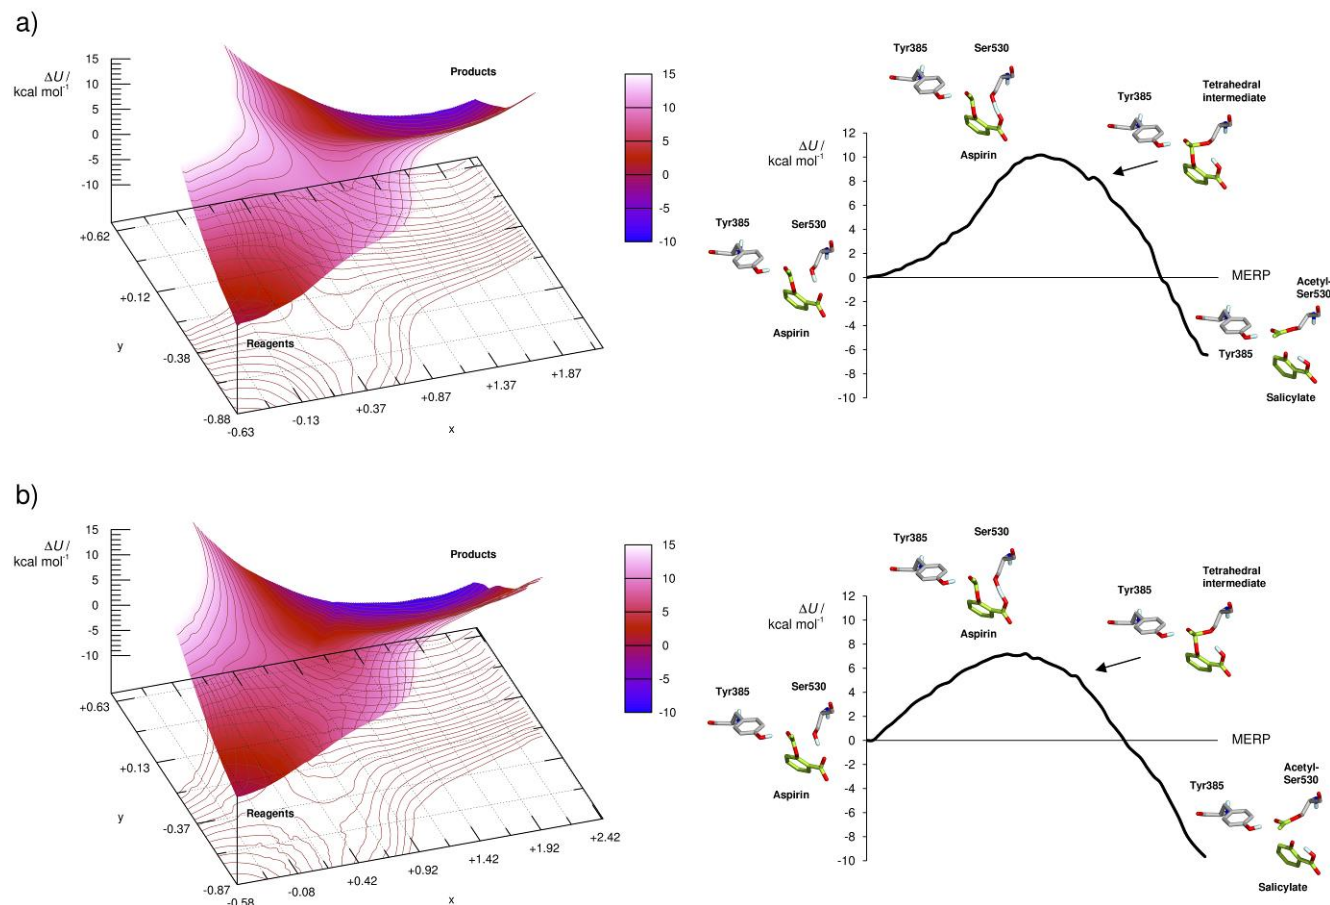 a)
ΔU /
kcal mol⁻¹
15
10
5
0
-5
-10
Products
Reagents
+0.62
+0.12
-0.38
-0.88
y
-0.63
-0.13
+0.37
+0.87
+1.37
+1.87
x
15
10
5
0
-5
-10
ΔU /
kcal mol⁻¹
12
10
8
6
4
2
0
-2
-4
-6
-8
-10
MERP
Tyr385
Ser530
Aspirin
Tyr385
Ser530
Aspirin
Tyr385
Tetrahedral
intermediate
Acetyl-
Ser530
Tyr385
Salicylate
b)
ΔU /
kcal mol⁻¹
15
10
5
0
-5
-10
Products
Reagents
+0.63
+0.13
-0.37
-0.87
y
-0.58
-0.08
+0.42
+0.92
+1.42
+1.92
+2.42
x
15
10
5
0
-5
-10
ΔU /
kcal mol⁻¹
12
10
8
6
4
2
0
-2
-4
-6
-8
-10
MERP
Tyr385
Ser530
Aspirin
Tyr385
Ser530
Aspirin
Tyr385
Tetrahedral
intermediate
Acetyl-
Ser530
Tyr385
Salicylate